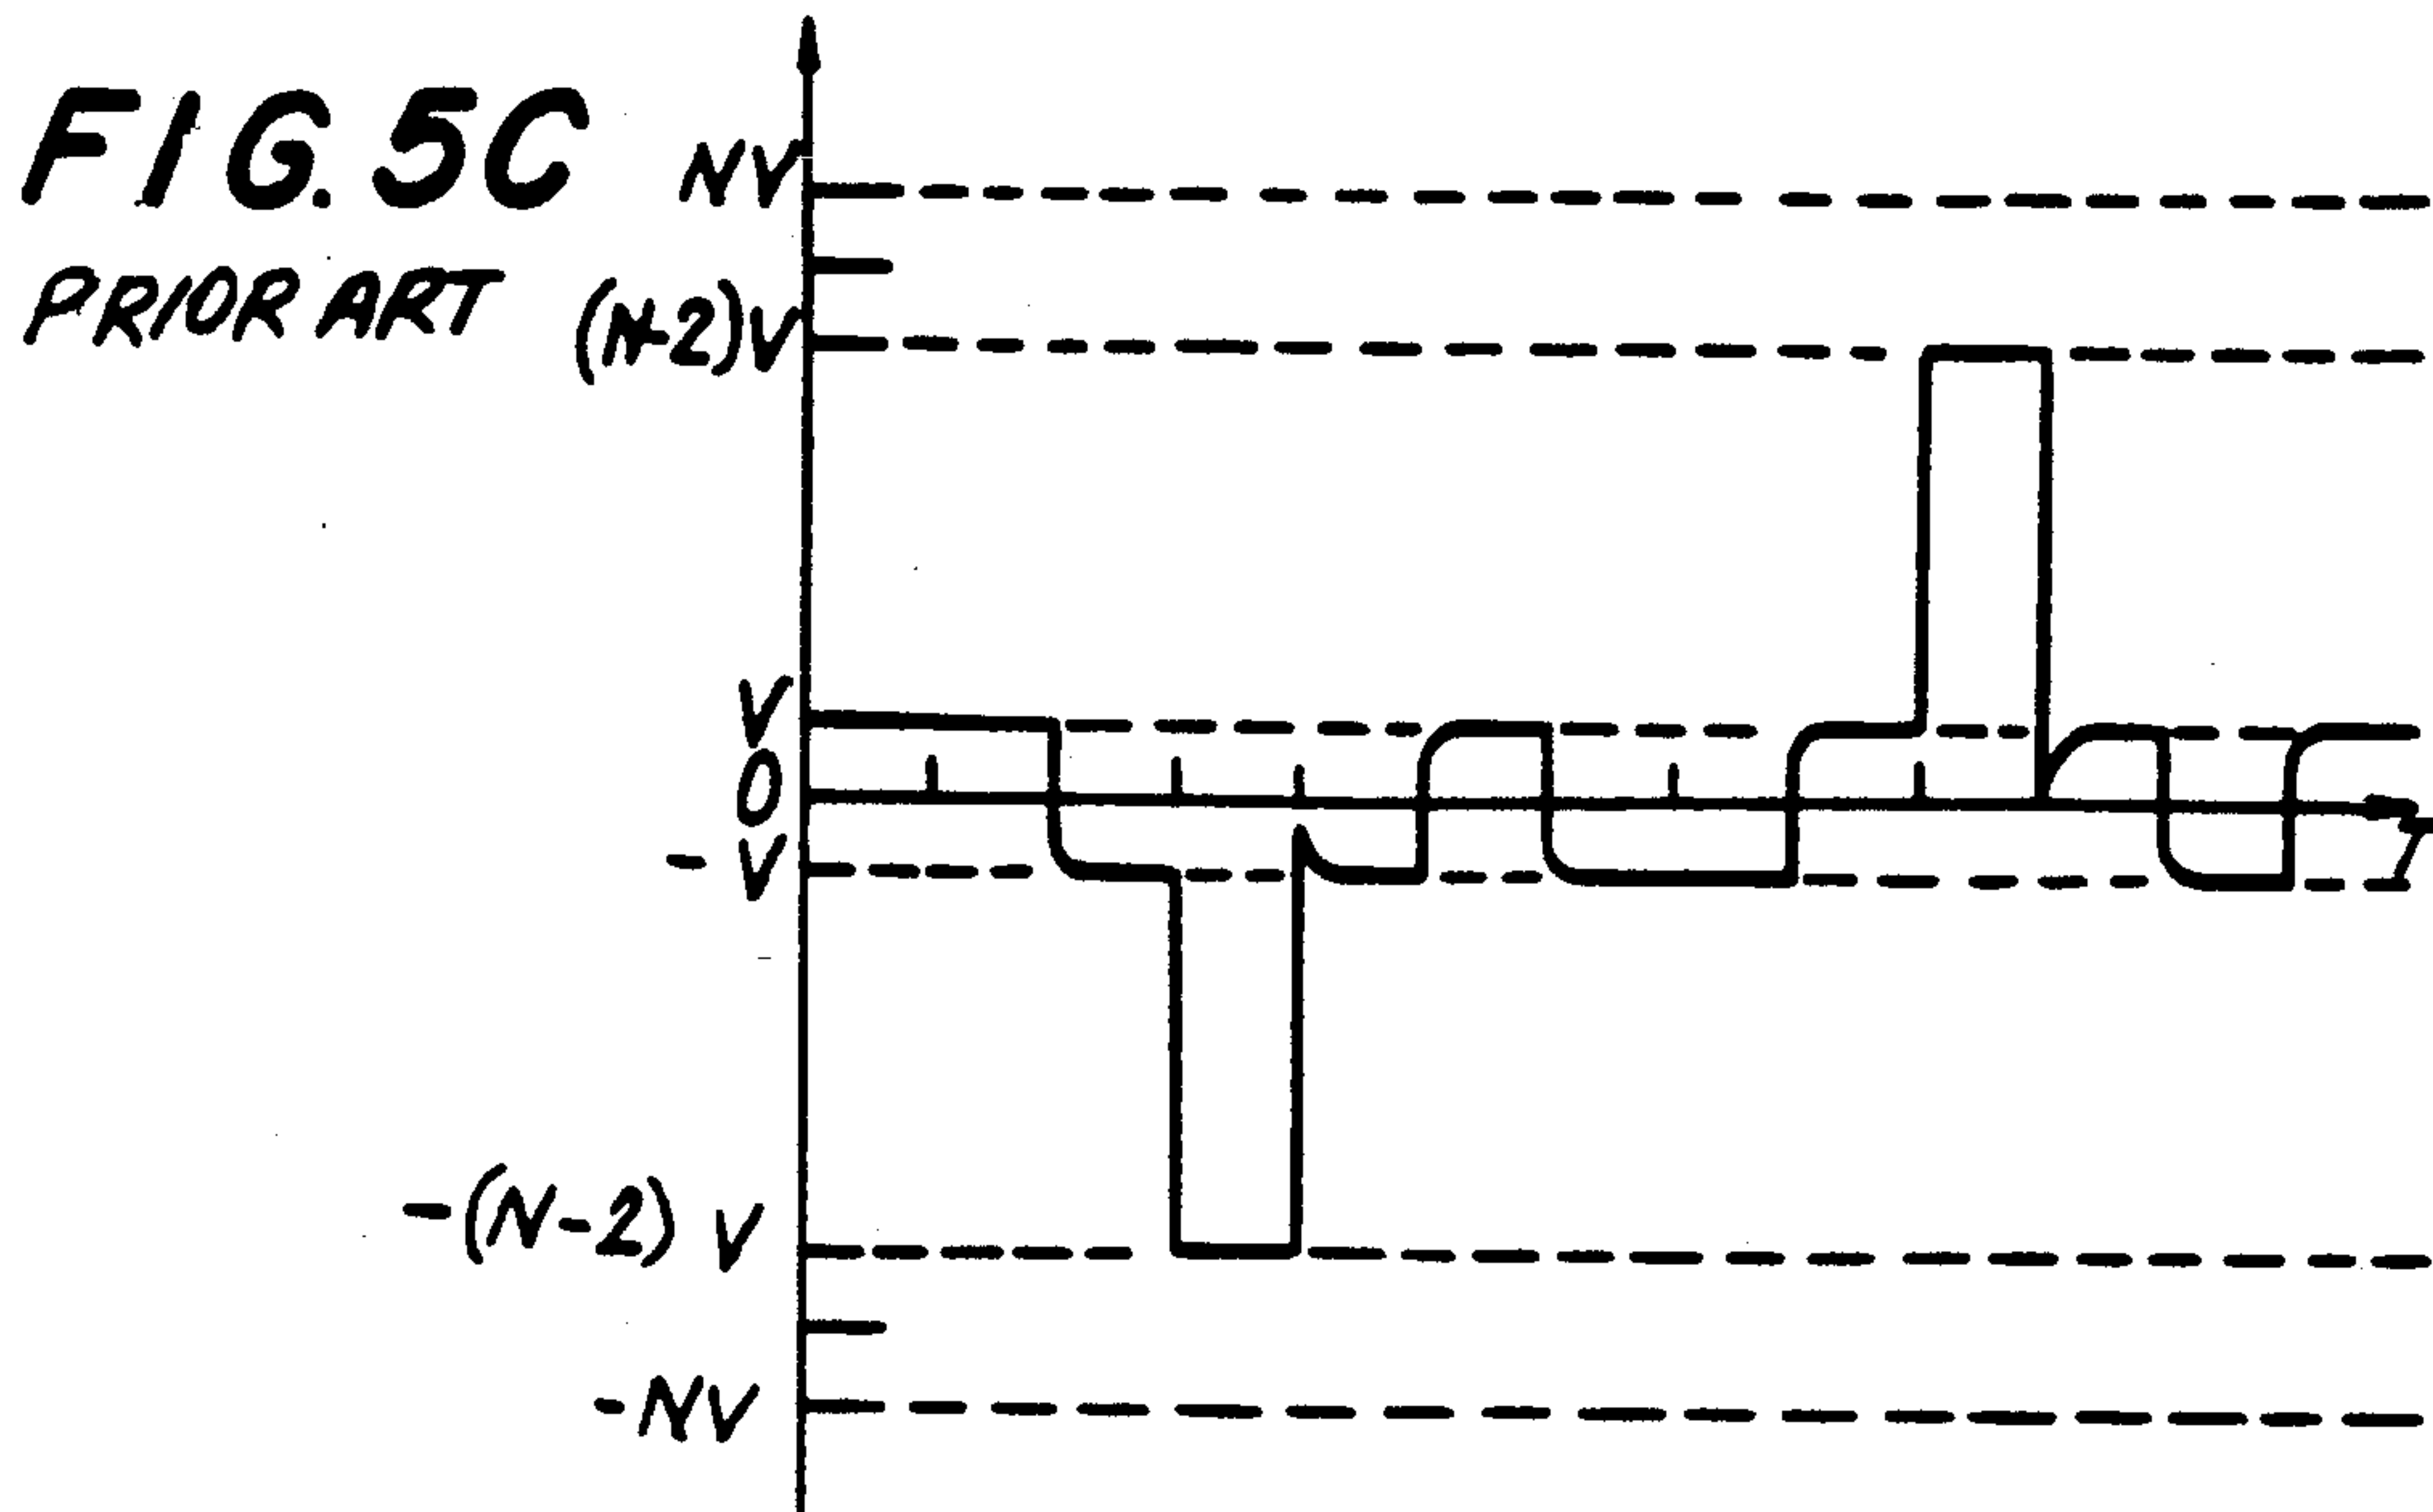 FIG. 5C
PRIOR ART
NV
(N-2)V
V
0
-V
-(N-2)V
-NV
T